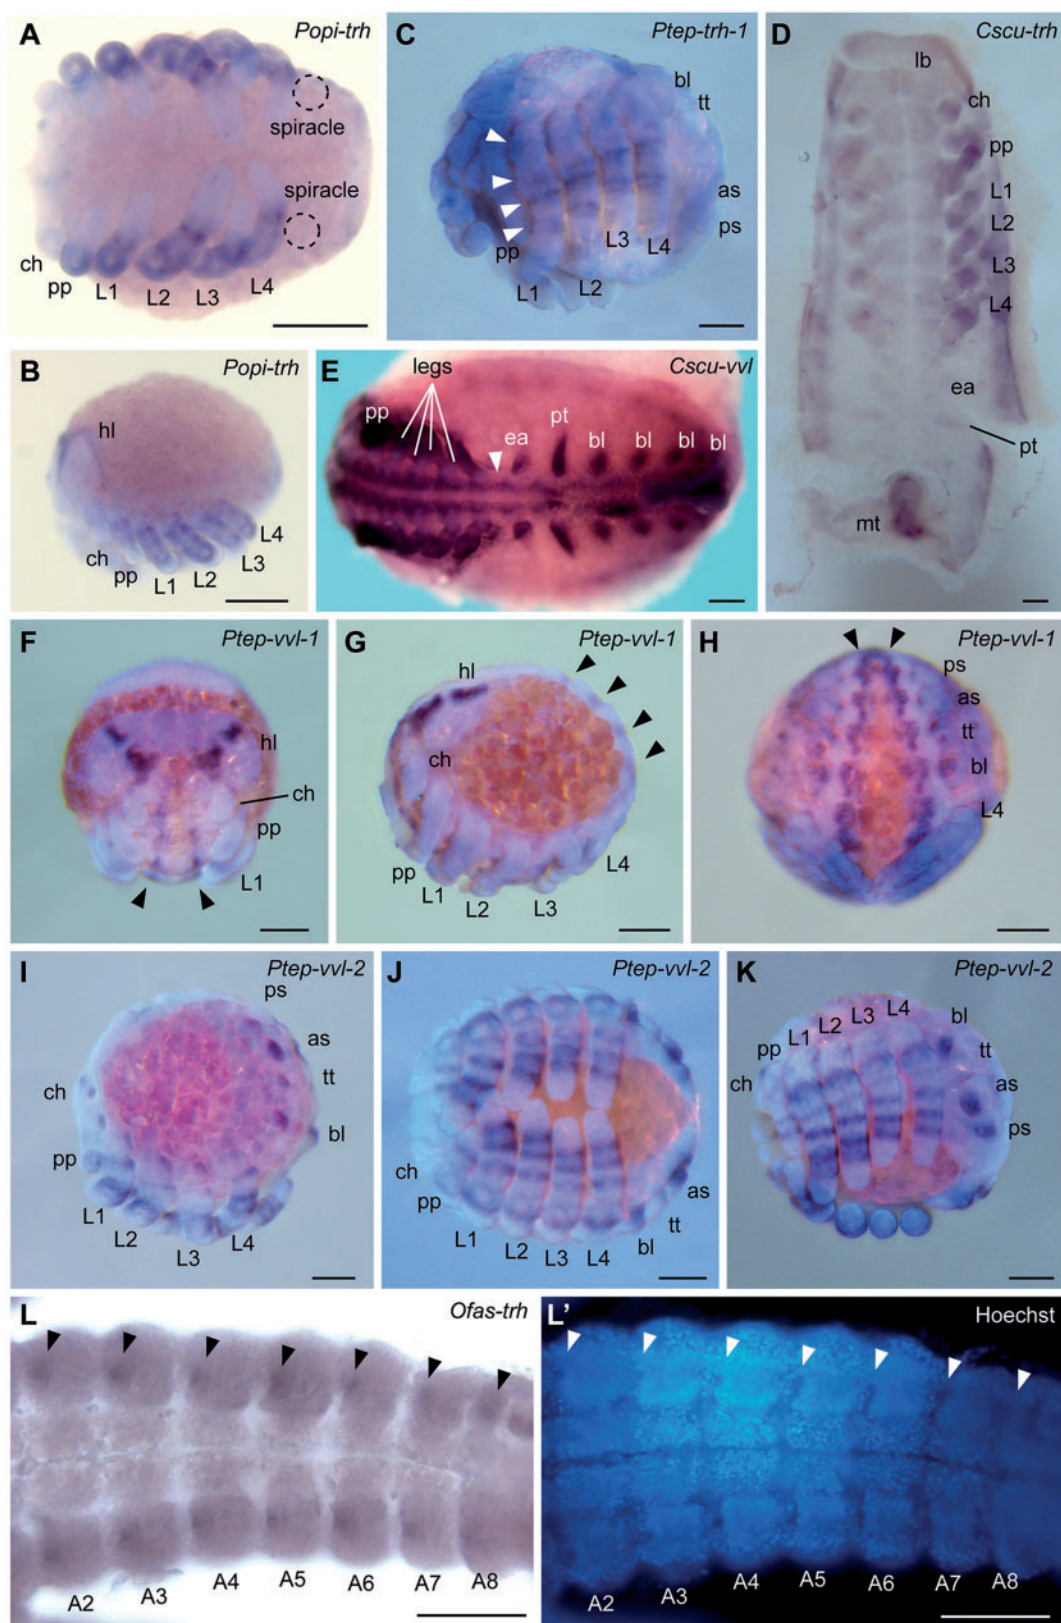 A Popi-trh
spiracle
spiracle
ch
pp
L1
L2
L3
L4
B Popi-trh
hl
ch
pp
L1
L2
L3
L4
C Ptep-trh-1
bl
tt
as
ps
pp
L1
L2
L3
L4
D Cscu-trh
lb
ch
pp
L1
L2
L3
L4
ea
pt
mt
E Cscu-vvl
legs
pp
ea
pt
bl
bl
bl
bl
F Ptep-vvl-1
hl
ch
pp
L1
G Ptep-vvl-1
hl
ch
pp
L1
L2
L3
L4
H Ptep-vvl-1
ps
as
tt
bl
L4
I Ptep-vvl-2
ps
as
tt
bl
ch
pp
L1
L2
L3
L4
J Ptep-vvl-2
ch
pp
L1
L2
L3
L4
bl
tt
as
K Ptep-vvl-2
ch
pp
L1
L2
L3
L4
bl
tt
as
ps
L Ofas-trh
A2 A3 A4 A5 A6 A7 A8
L' Hoechst
A2 A3 A4 A5 A6 A7 A8